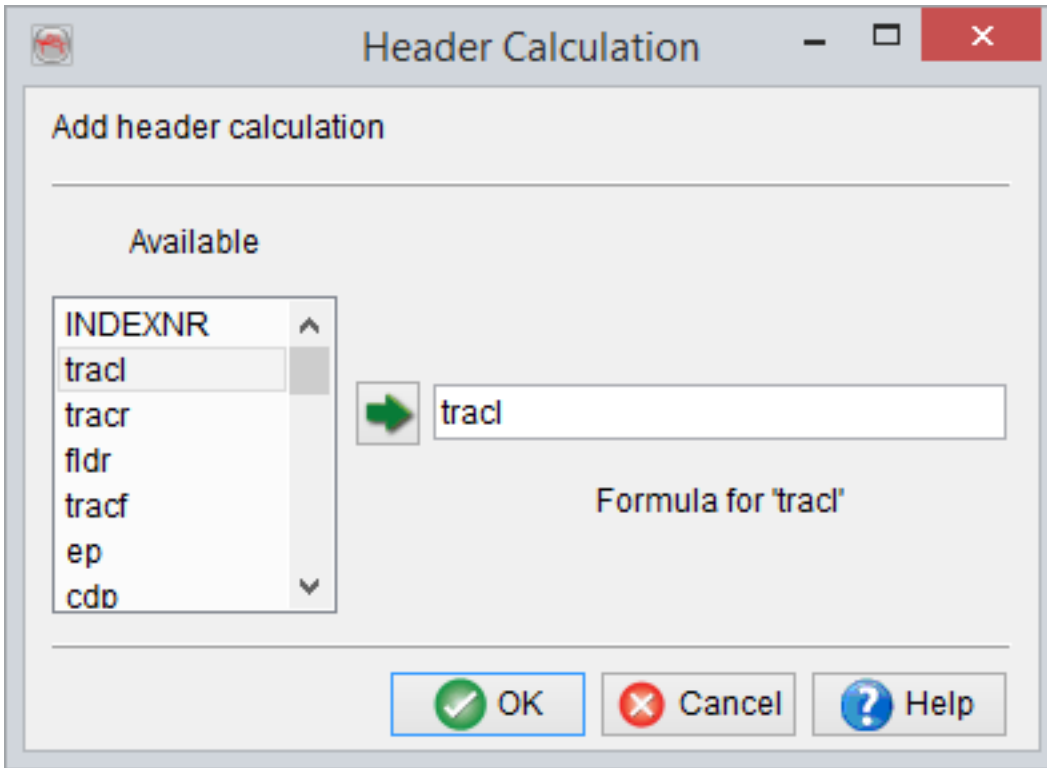 Header Calculation
Add header calculation
Available
INDEXNR
tracl
tracr
fldr
tracf
ep
cdp
tracl
Formula for 'tracl'
OK
Cancel
Help